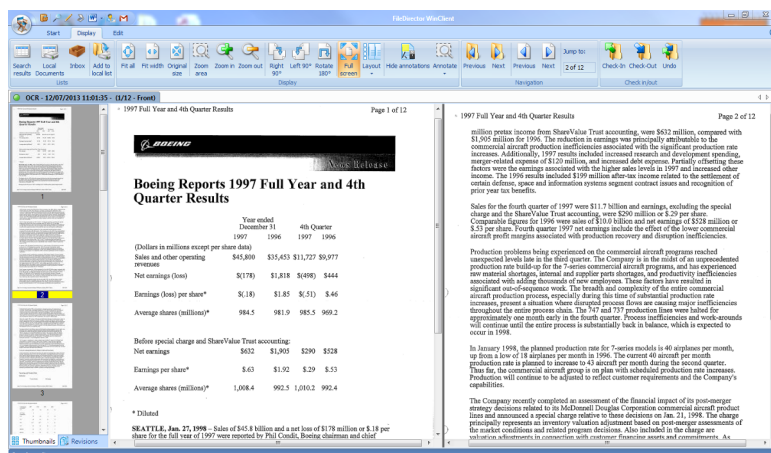 FileDirector WinClient
Start Display Edit
Search results
Local Documents
Inbox
Add to local list
Fit all
Fit width
Original size
Zoom area
Zoom in
Zoom out
Right 90°
Left 90°
Rotate 180°
Full screen
Layout
Hide annotations
Annotate
Previous
Next
Previous
Next
Jump to:
2 of 12
Check-In
Check-Out
Undo
Lists
Display
Navigation
Check in/out
OCR - 12/07/2013 11:01:35 - (1/12 - Front)
1
2
3
Thumbnails Revisions
1997 Full Year and 4th Quarter Results Page 1 of 12
BOEING
News Release
Boeing Reports 1997 Full Year and 4th
Quarter Results
Year ended
December 31 4th Quarter
1997 1996 1997 1996
(Dollars in millions except per share data)
Sales and other operating revenues $45,800 $35,453 $11,727 $9,977
Net earnings (loss) $(178) $1,818 $(498) $444
Earnings (loss) per share* $(.18) $1.85 $(.51) $.46
Average shares (millions)* 984.5 981.9 985.5 969.2
Before special charge and ShareValue Trust accounting:
Net earnings $632 $1,905 $290 $528
Earnings per share* $.63 $1.92 $.29 $.53
Average shares (millions)* 1,008.4 992.5 1,010.2 992.4
* Diluted
SEATTLE, Jan. 27, 1998 – Sales of $45.8 billion and a net loss of $178 million or $.18 per
share for the full year of 1997 were reported by Phil Condit, Boeing chairman and chief
1997 Full Year and 4th Quarter Results Page 2 of 12
million pretax income from ShareValue Trust accounting, were $632 million, compared with
$1,905 million for 1996. The reduction in earnings was principally attributable to the
commercial aircraft production inefficiencies associated with the significant production rate
increases. Additionally, 1997 results included increased research and development spending,
merger-related expense of $120 million, and increased debt expense. Partially offsetting these
factors were the earnings associated with the higher sales levels in 1997 and increased other
income. The 1996 results included $199 million after-tax income related to the settlement of
certain defense, space and information systems segment contract issues and recognition of
prior year tax benefits.
Sales for the fourth quarter of 1997 were $11.7 billion and earnings, excluding the special
charge and the ShareValue Trust accounting, were $290 million or $.29 per share.
Comparable figures for 1996 were sales of $10.0 billion and net earnings of $528 million or
$.53 per share. Fourth quarter 1997 net earnings include the effect of the lower commercial
aircraft profit margins associated with production recovery and disruption inefficiencies.
Production problems being experienced on the commercial aircraft programs reached
unexpected levels late in the third quarter. The Company is in the midst of an unprecedented
production rate build-up for the 7-series commercial aircraft programs, and has experienced
raw material shortages, internal and supplier parts shortages, and productivity inefficiencies
associated with adding thousands of new employees. These factors have resulted in
significant out-of-sequence work. The breadth and complexity of the entire commercial
aircraft production process, especially during this time of substantial production rate
increases, present a situation where disrupted process flows are causing major inefficiencies
throughout the entire process chain. The 747 and 737 production lines were halted for
approximately one month early in the fourth quarter. Process inefficiencies and work-arounds
will continue until the entire process is substantially back in balance, which is expected to
occur in 1998.
In January 1998, the planned production rate for 7-series models is 40 airplanes per month,
up from a low of 18 airplanes per month in 1996. The current 40 aircraft per month
production rate is planned to increase to 43 aircraft per month during the second quarter.
Thus far, the commercial aircraft group is on plan with scheduled production rate increases.
Production will continue to be adjusted to reflect customer requirements and the Company's
capabilities.
The Company recently completed an assessment of the financial impact of its post-merger
strategy decisions related to its McDonnell Douglas Corporation commercial aircraft product
lines and announced a special charge relative to these decisions on Jan. 21, 1998. The charge
principally represents an inventory valuation adjustment based on post-merger assessments of
the market conditions and related program decisions. Also included in the charge are
valuation adjustments in connection with customer financing assets and commitments. As